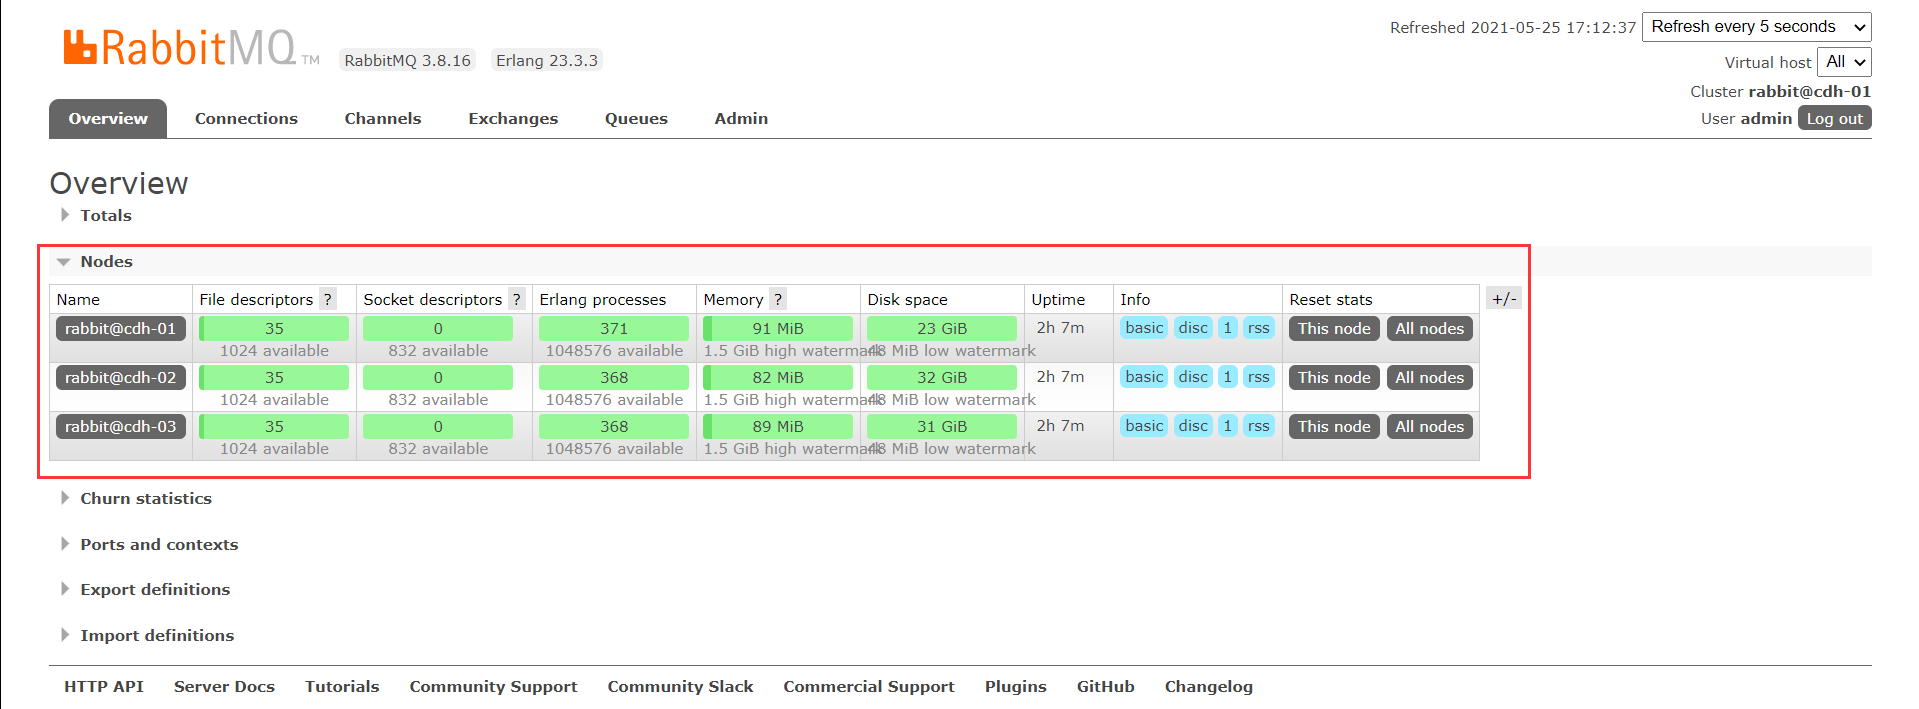 Refreshed 2021-05-25 17:12:37 Refresh every 5 seconds
RabbitMQ TM RabbitMQ 3.8.16 Erlang 23.3.3
Virtual host All
Cluster rabbit@cdh-01
User admin Log out
Overview Connections Channels Exchanges Queues Admin
Overview
Totals
Nodes
Name File descriptors ? Socket descriptors ? Erlang processes Memory ? Disk space Uptime Info Reset stats +/-
rabbit@cdh-01 35 0 371 91 MiB 23 GiB 2h 7m basic disc 1 rss This node All nodes
1024 available 832 available 1048576 available 1.5 GiB high watermark 48 MiB low watermark
rabbit@cdh-02 35 0 368 82 MiB 32 GiB 2h 7m basic disc 1 rss This node All nodes
1024 available 832 available 1048576 available 1.5 GiB high watermark 48 MiB low watermark
rabbit@cdh-03 35 0 368 89 MiB 31 GiB 2h 7m basic disc 1 rss This node All nodes
1024 available 832 available 1048576 available 1.5 GiB high watermark 48 MiB low watermark
Churn statistics
Ports and contexts
Export definitions
Import definitions
HTTP API Server Docs Tutorials Community Support Community Slack Commercial Support Plugins GitHub Changelog